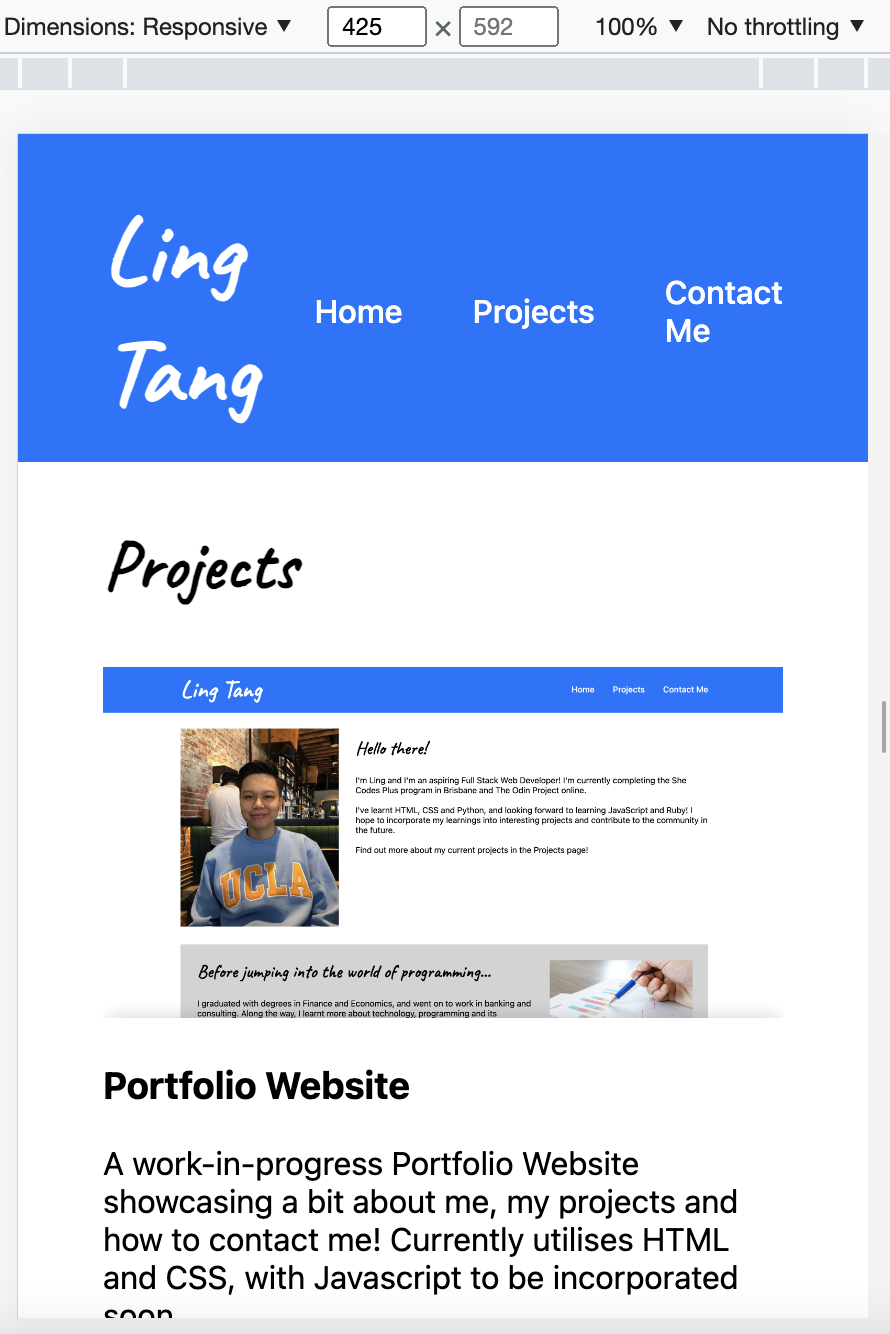 Dimensions: Responsive ▼ 425 × 592 100% ▼ No throttling ▼
Ling
Tang
Home Projects Contact
Me
Projects
Ling Tang Home Projects Contact Me
Hello there!
I'm Ling and I'm an aspiring Full Stack Web Developer! I'm currently completing the She
Codes Plus program in Brisbane and The Odin Project online.
I've learnt HTML, CSS and Python, and looking forward to learning JavaScript and Ruby! I
hope to incorporate my learnings into interesting projects and contribute to the community in
the future.
Find out more about my current projects in the Projects page!
UCLA
Before jumping into the world of programming...
I graduated with degrees in Finance and Economics, and went on to work in banking and
consulting. Along the way, I learnt more about technology, programming and its
Portfolio Website
A work-in-progress Portfolio Website
showcasing a bit about me, my projects and
how to contact me! Currently utilises HTML
and CSS, with Javascript to be incorporated
soon